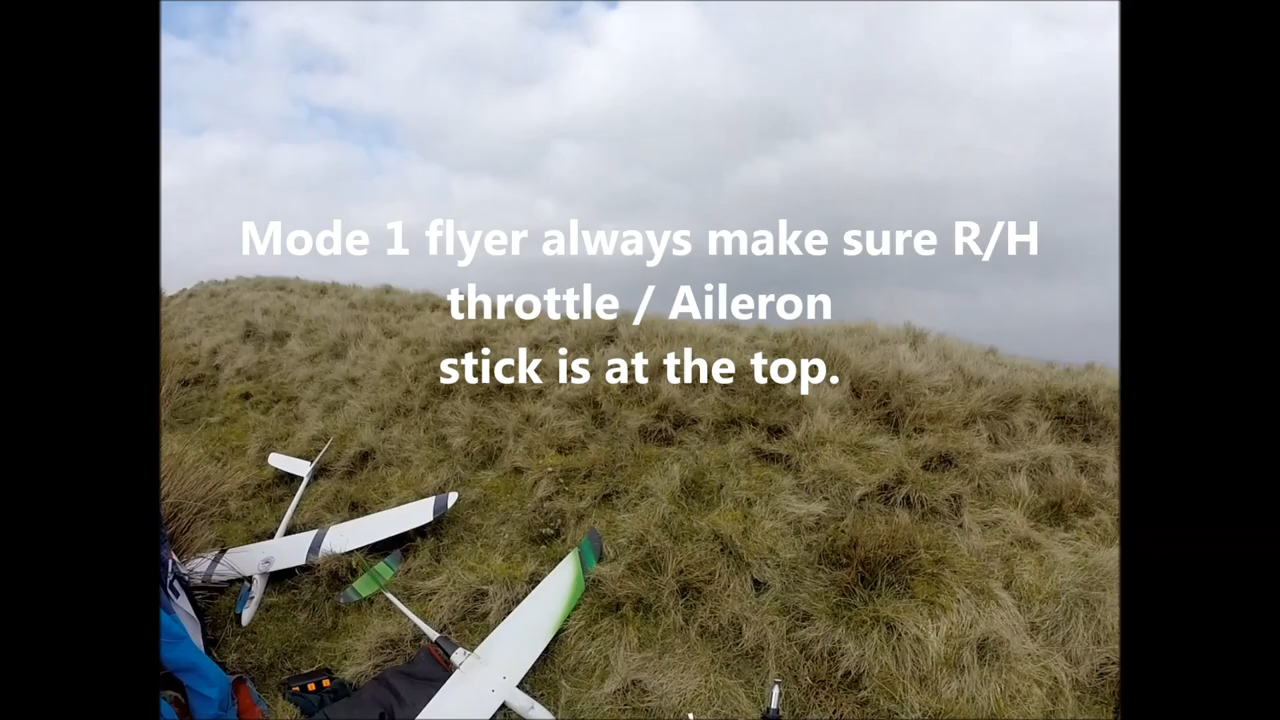 Mode 1 flyer always make sure R/H
throttle / Aileron
stick is at the top.